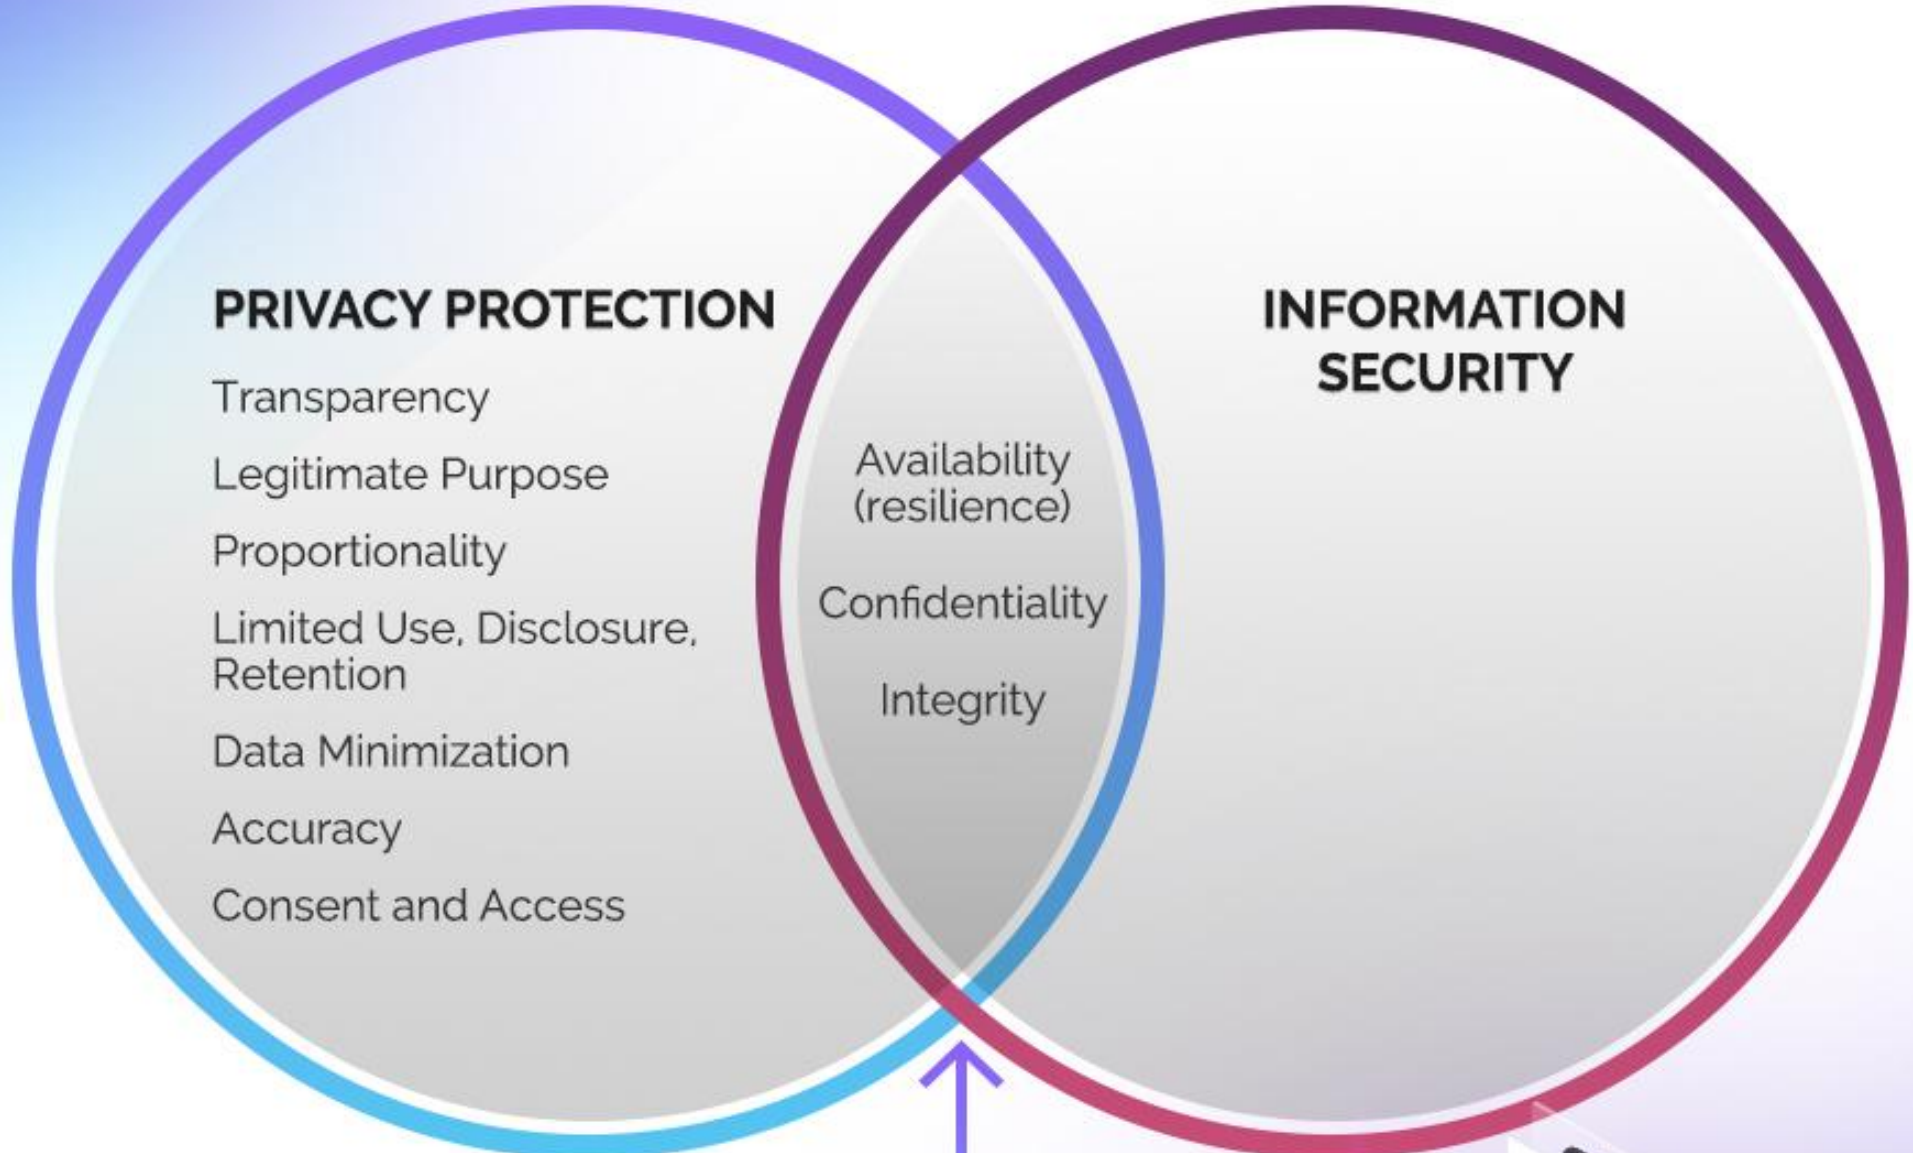 PRIVACY PROTECTION
Transparency
Legitimate Purpose
Proportionality
Limited Use, Disclosure,
Retention
Data Minimization
Accuracy
Consent and Access
Availability
(resilience)
Confidentiality
Integrity
INFORMATION
SECURITY